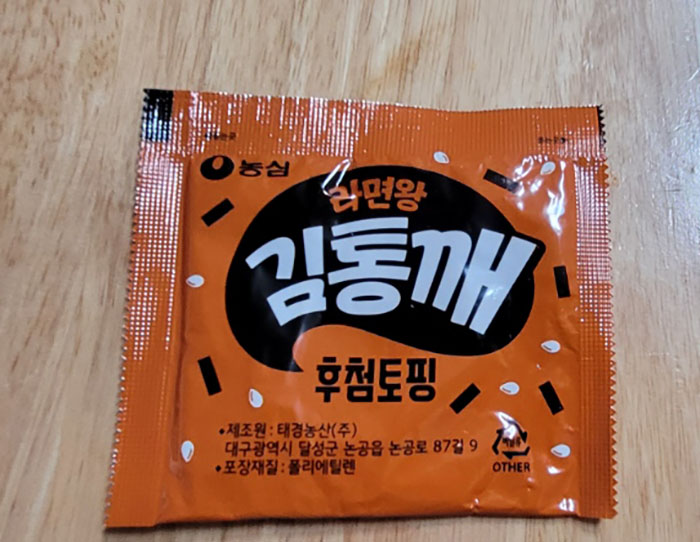 농심
라면왕
김통깨
후첨토핑
•제조원 : 태경농산(주)
대구광역시 달성군 논공읍 논공로 87길 9
•포장재질 : 폴리에틸렌
OTHER